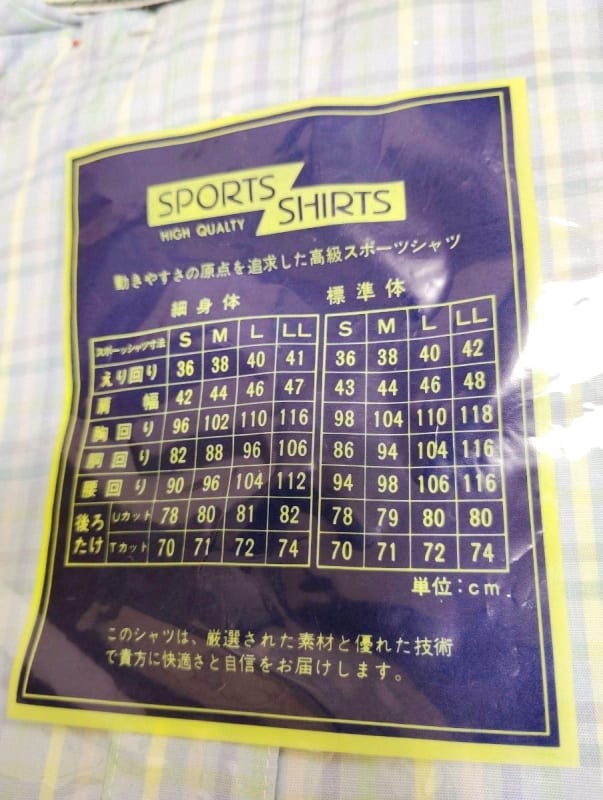 SPORTS
SHIRTS
HIGH QUALTY
動きやすさの原点を追求した高級スポーツシャツ
細身体 標準体
スポーツシャツ寸法 S M L LL S M L LL
えり回り 36 38 40 41 36 38 40 42
肩幅 42 44 46 47 43 44 46 48
胸回り 96 102 110 116 98 104 110 118
胴回り 82 88 96 106 86 94 104 116
腰回り 90 96 104 112 94 98 106 116
後ろたけ Uカット 78 80 81 82 78 79 80 80
Tカット 70 71 72 74 70 71 72 74
単位:cm
このシャツは、厳選された素材と優れた技術
で貴方に快適さと自信をお届けします。